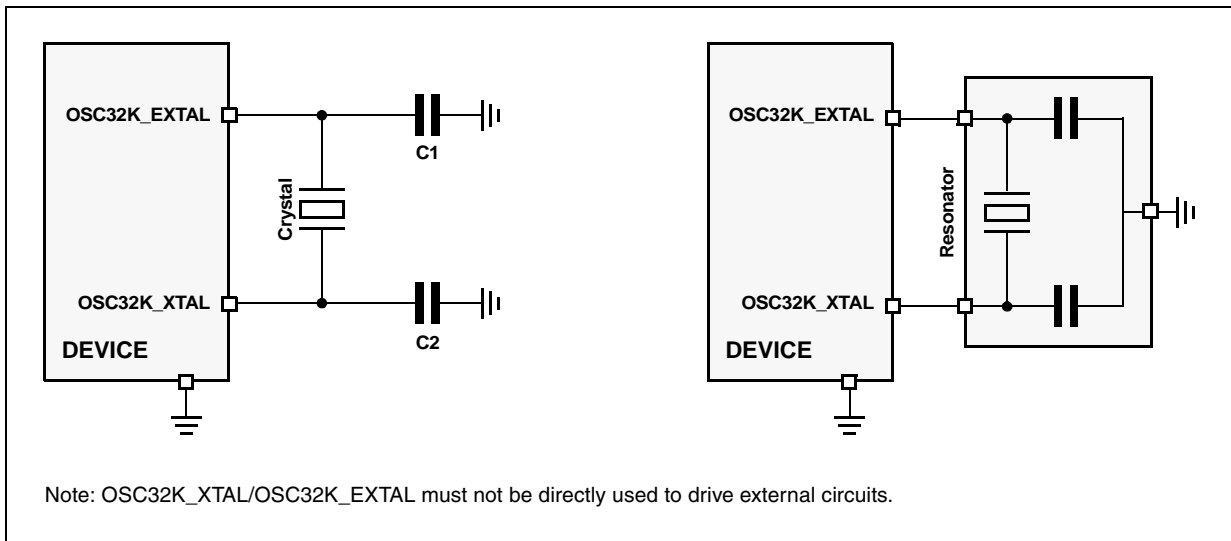 OSC32K_EXTAL
C1
Crystal
OSC32K_XTAL
C2
DEVICE
OSC32K_EXTAL
Resonator
OSC32K_XTAL
DEVICE
Note: OSC32K_XTAL/OSC32K_EXTAL must not be directly used to drive external circuits.